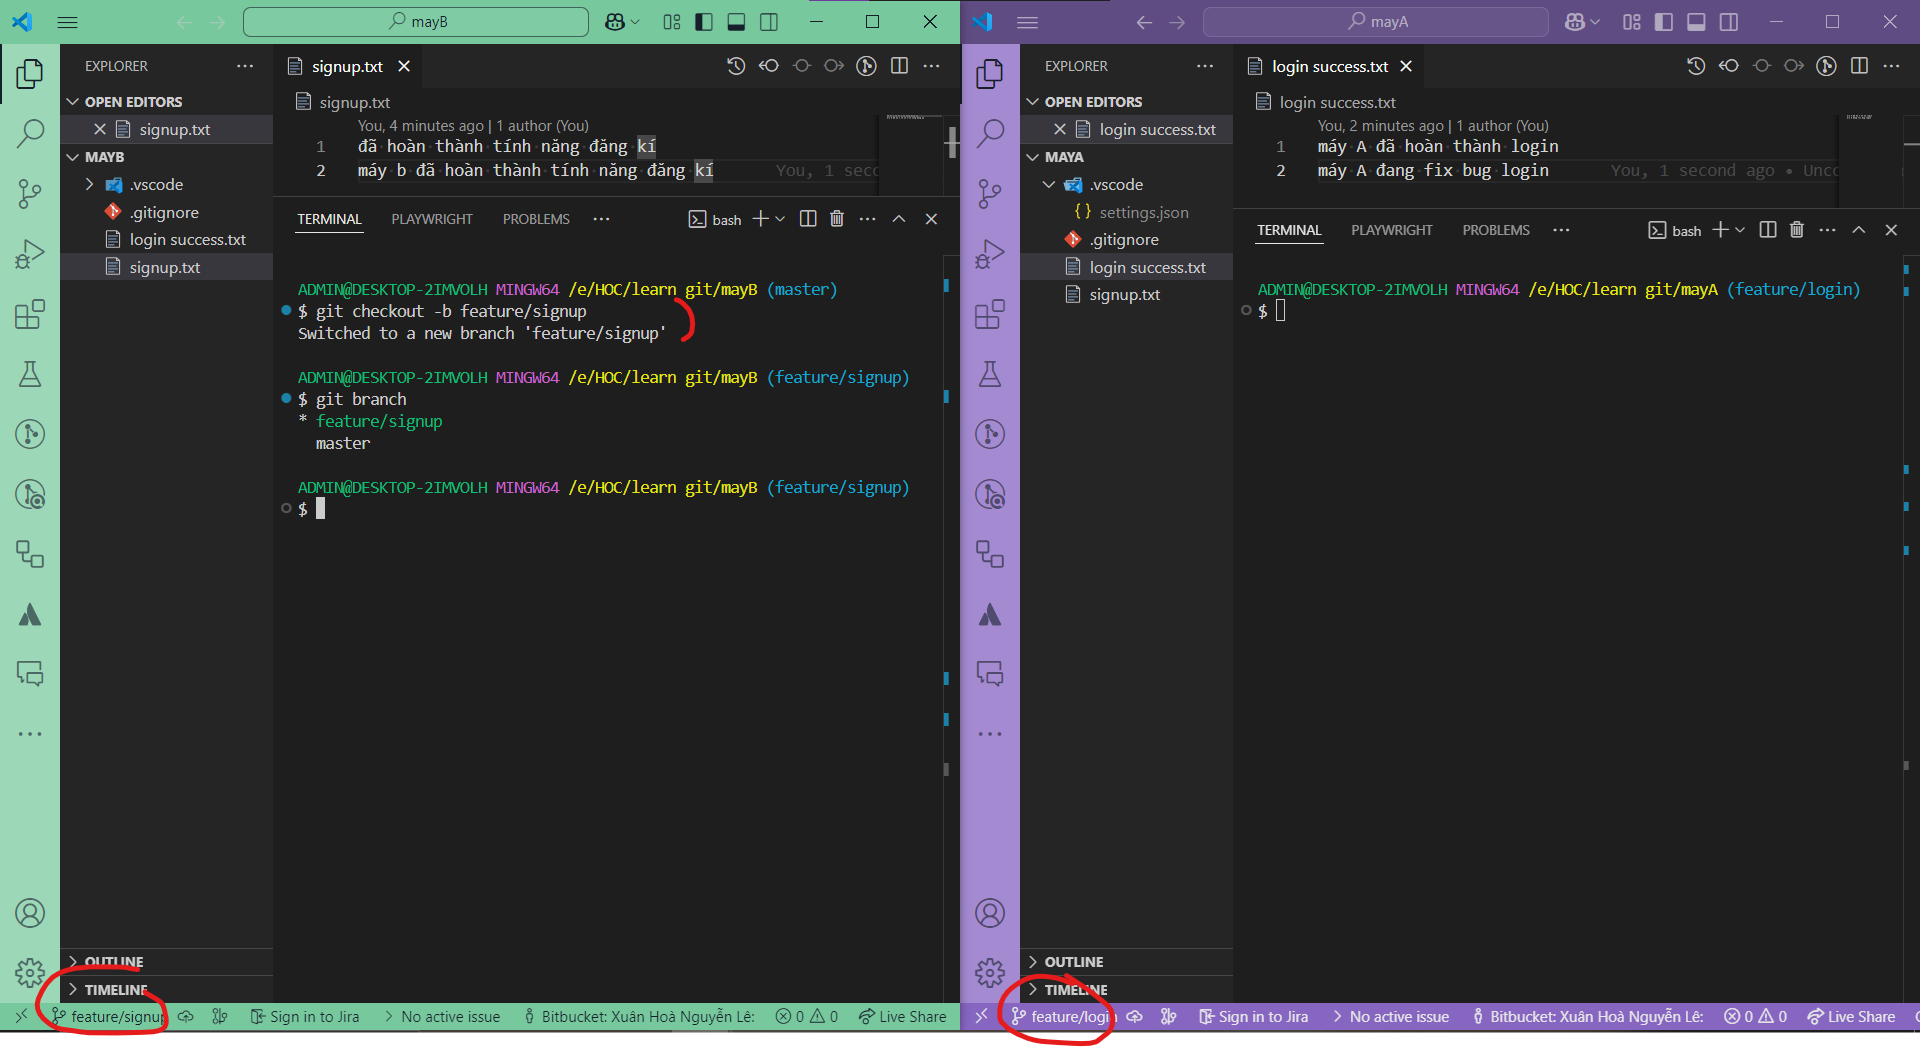 mayB
EXPLORER
OPEN EDITORS
signup.txt
MAYB
.vscode
.gitignore
login success.txt
signup.txt
OUTLINE
TIMELINE
signup.txt
signup.txt
You, 4 minutes ago | 1 author (You)
1 đã hoàn thành tính năng đăng kí
2 máy b đã hoàn thành tính năng đăng kí You, 1 sec
TERMINAL PLAYWRIGHT PROBLEMS bash
ADMIN@DESKTOP-2IMVOLH MINGW64 /e/HOC/learn git/mayB (master)
$ git checkout -b feature/signup
Switched to a new branch 'feature/signup'
ADMIN@DESKTOP-2IMVOLH MINGW64 /e/HOC/learn git/mayB (feature/signup)
$ git branch
* feature/signup
master
ADMIN@DESKTOP-2IMVOLH MINGW64 /e/HOC/learn git/mayB (feature/signup)
$
feature/signup Sign in to Jira No active issue Bitbucket: Xuân Hoà Nguyễn Lê: 0 0 Live Share
mayA
EXPLORER
OPEN EDITORS
login success.txt
MAYA
.vscode
{} settings.json
.gitignore
login success.txt
signup.txt
OUTLINE
TIMELINE
login success.txt
login success.txt
You, 2 minutes ago | 1 author (You)
1 máy A đã hoàn thành login
2 máy A đang fix bug login You, 1 second ago • Unco
TERMINAL PLAYWRIGHT PROBLEMS bash
ADMIN@DESKTOP-2IMVOLH MINGW64 /e/HOC/learn git/mayA (feature/login)
$
feature/login Sign in to Jira No active issue Bitbucket: Xuân Hoà Nguyễn Lê: 0 0 Live Share